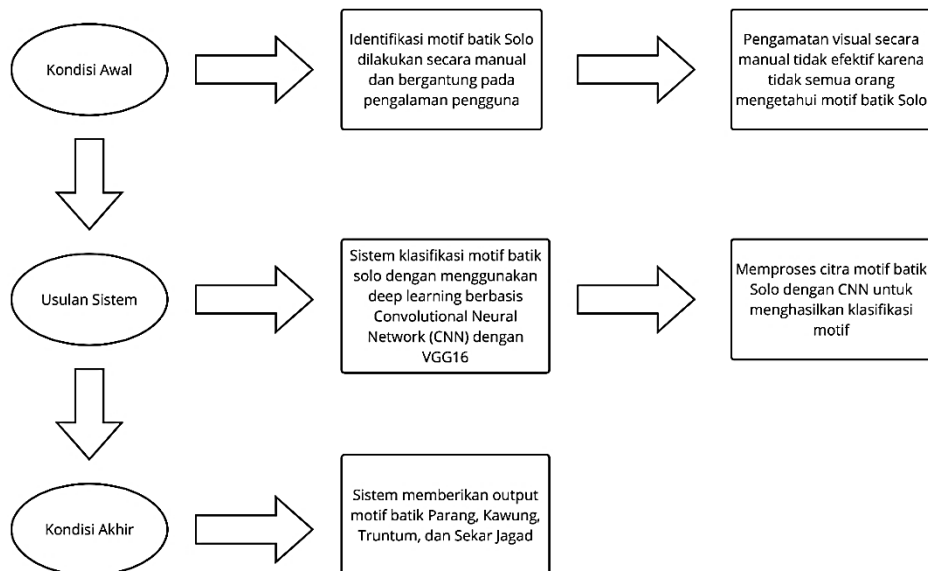 Kondisi Awal
Identifikasi motif batik Solo
dilakukan secara manual
dan bergantung pada
pengalaman pengguna
Pengamatan visual secara
manual tidak efektif karena
tidak semua orang
mengetahui motif batik Solo
Usulan Sistem
Sistem klasifikasi motif batik
solo dengan menggunakan
deep learning berbasis
Convolutional Neural
Network (CNN) dengan
VGG16
Memproses citra motif batik
Solo dengan CNN untuk
menghasilkan klasifikasi
motif
Kondisi Akhir
Sistem memberikan output
motif batik Parang, Kawung,
Truntum, dan Sekar Jagad